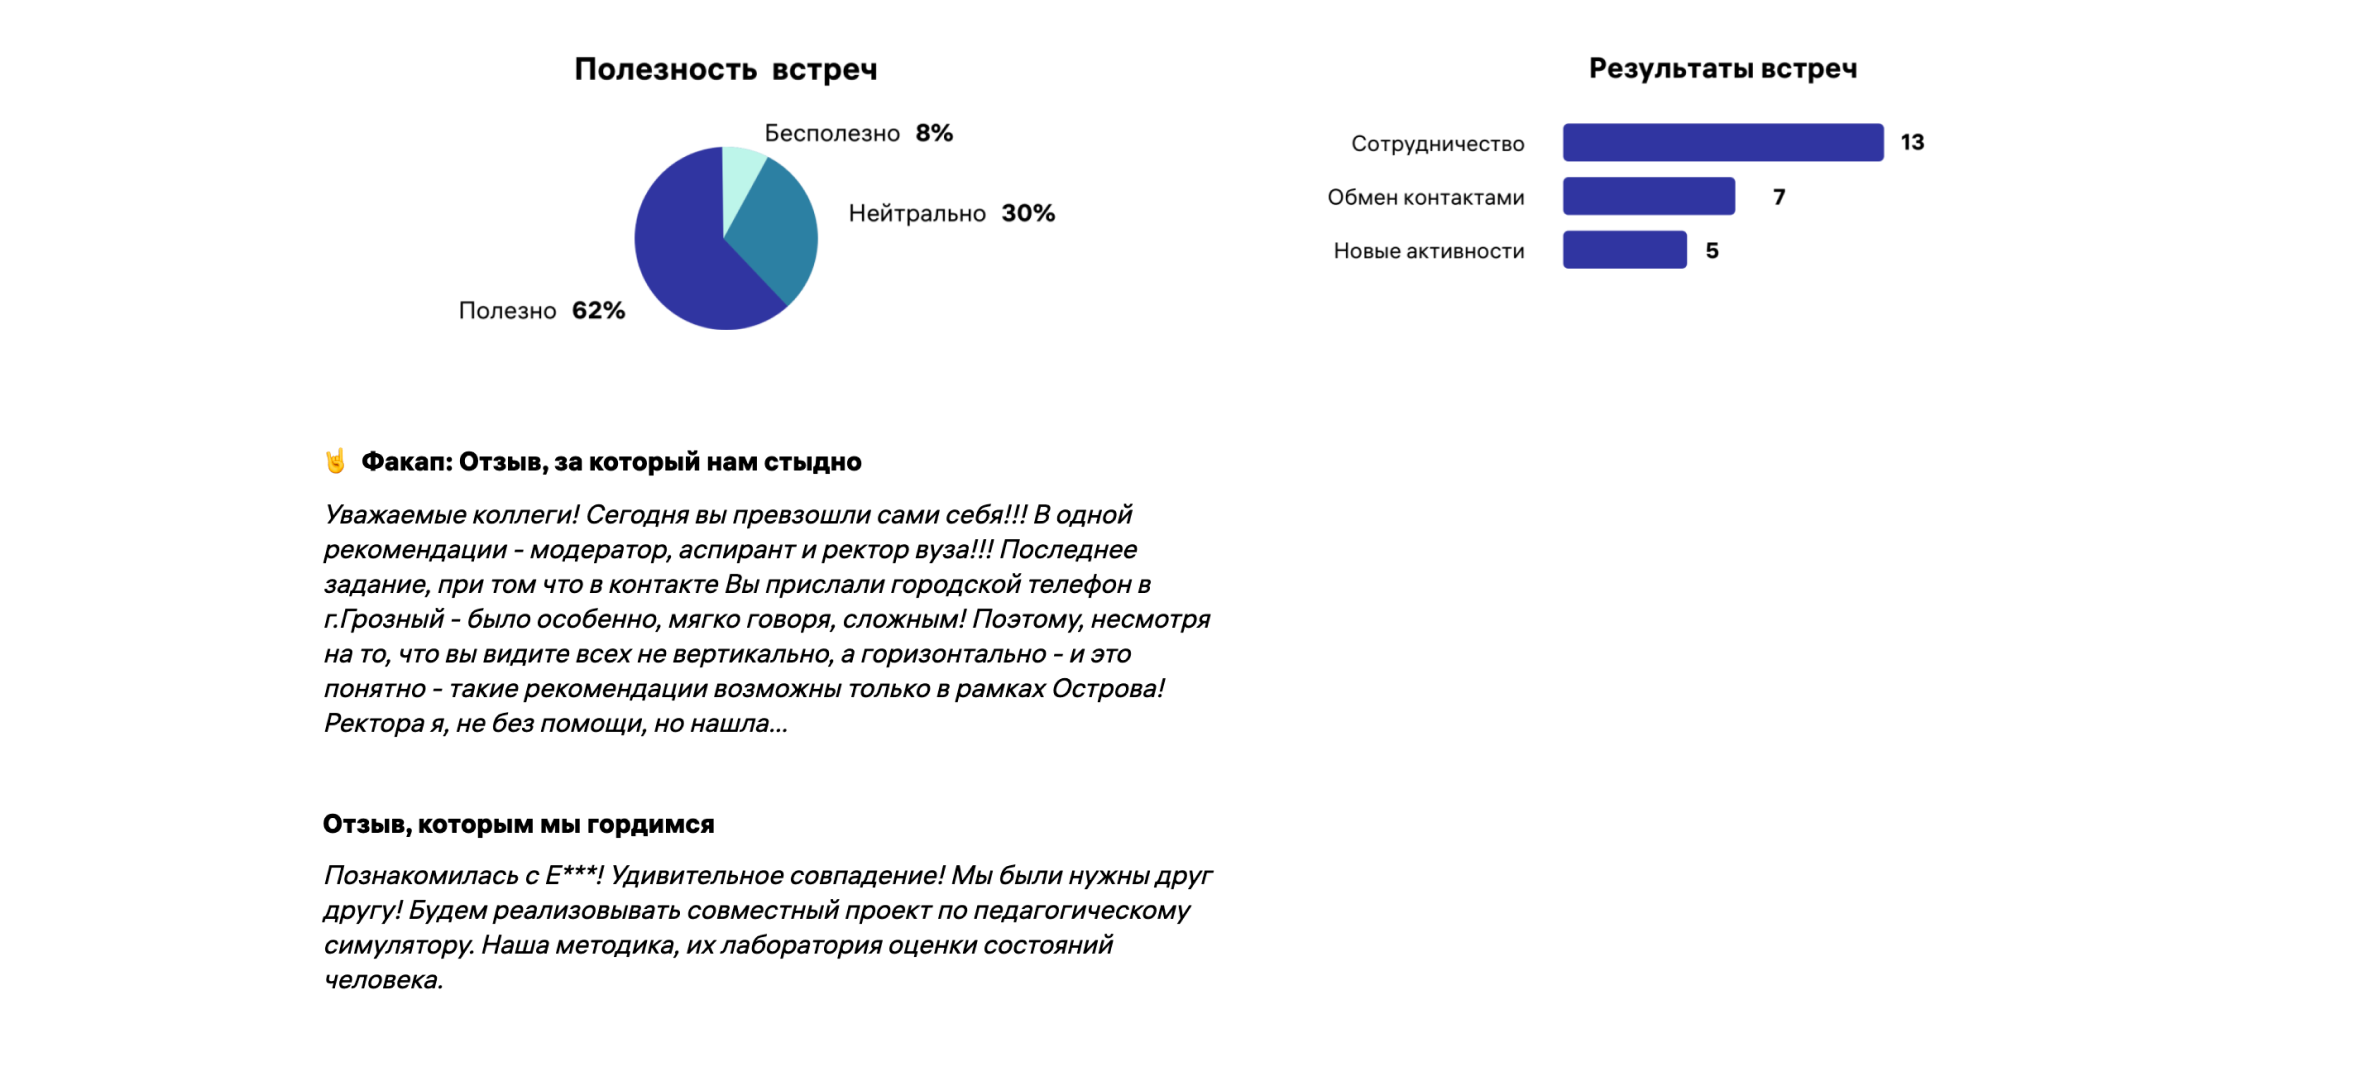 Полезность встреч
Бесполезно 8%
Нейтрально 30%
Полезно 62%
Результаты встреч
Сотрудничество 13
Обмен контактами 7
Новые активности 5
🤘 Факап: Отзыв, за который нам стыдно
Уважаемые коллеги! Сегодня вы превзошли сами себя!!! В одной
рекомендации - модератор, аспирант и ректор вуза!!! Последнее
задание, при том что в контакте Вы прислали городской телефон в
г.Грозный - было особенно, мягко говоря, сложным! Поэтому, несмотря
на то, что вы видите всех не вертикально, а горизонтально - и это
понятно - такие рекомендации возможны только в рамках Острова!
Ректора я, не без помощи, но нашла...
Отзыв, которым мы гордимся
Познакомилась с Е***! Удивительное совпадение! Мы были нужны друг
другу! Будем реализовывать совместный проект по педагогическому
симулятору. Наша методика, их лаборатория оценки состояний
человека.